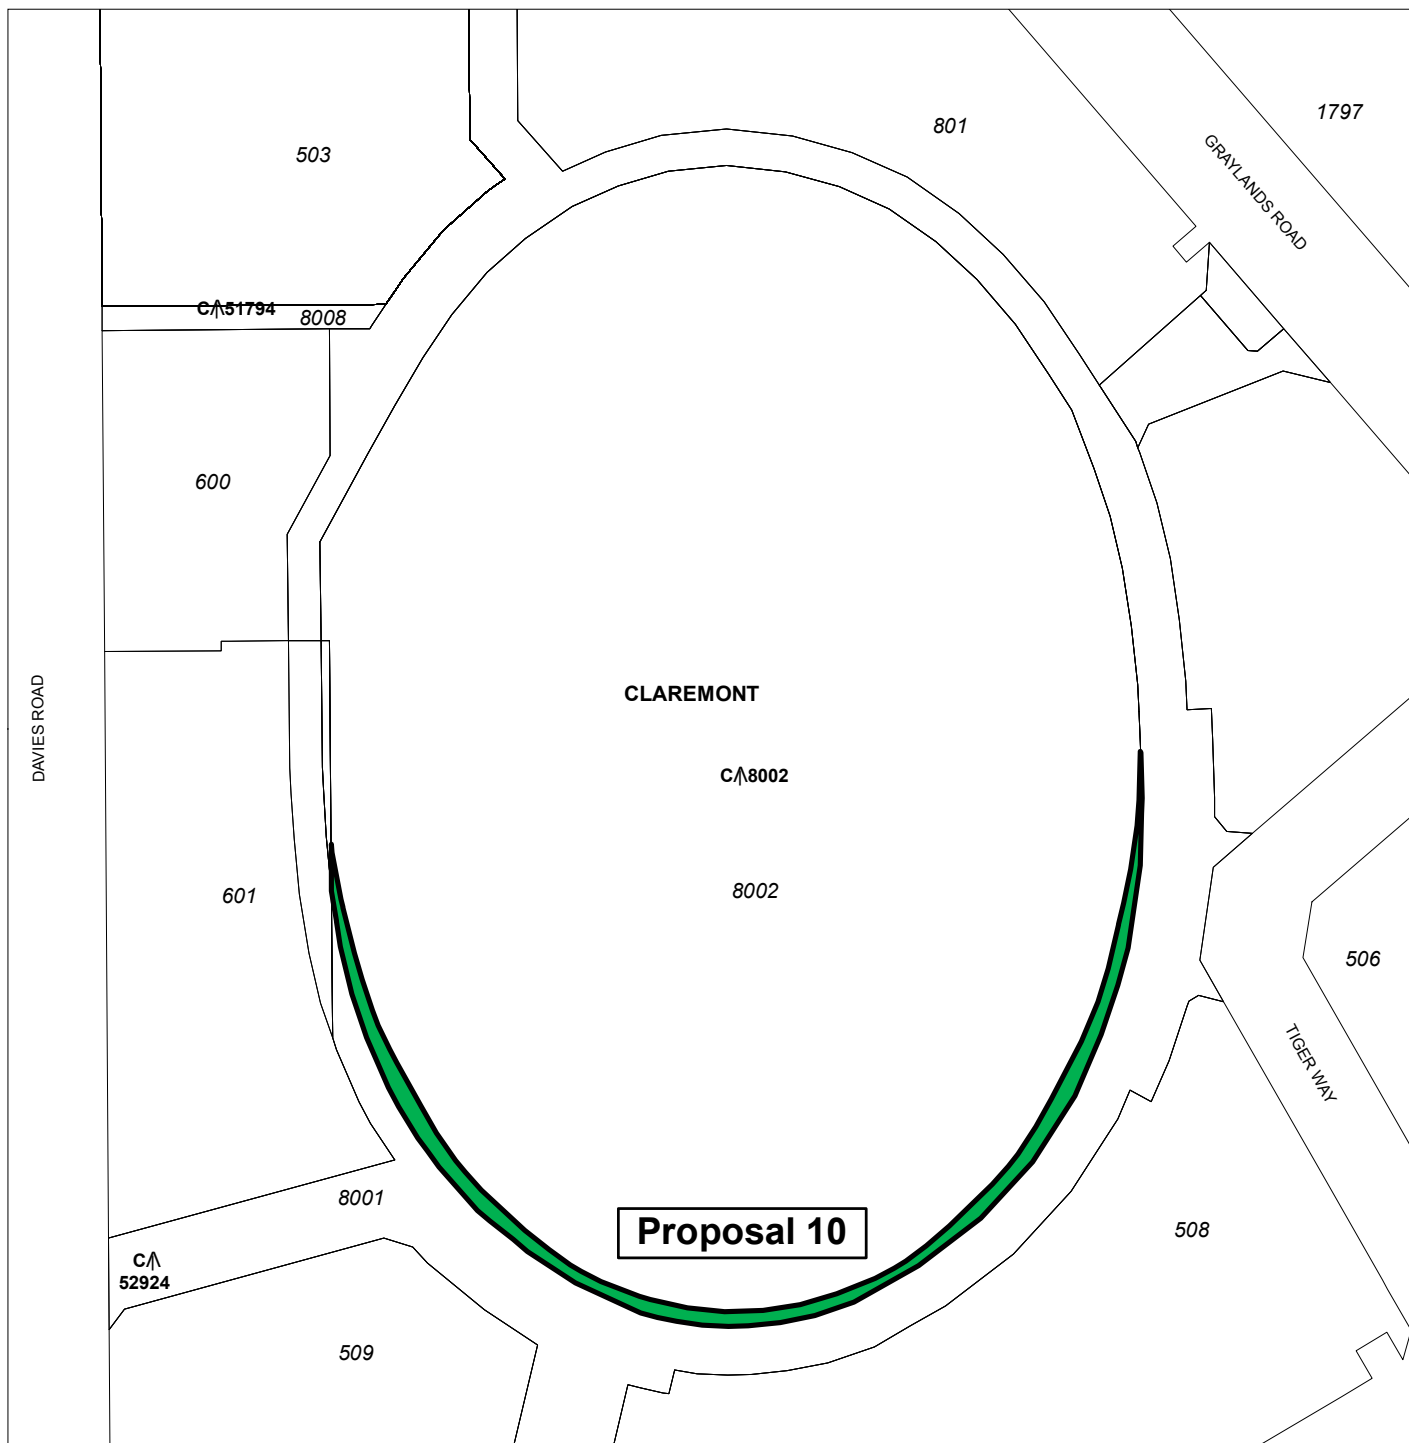 801
1797
503
GRAYLANDS ROAD
C/|\51794
8008
600
DAVIES ROAD
CLAREMONT
C/|\8002
8002
601
506
TIGER WAY
8001
Proposal 10
508
C/|\
52924
509